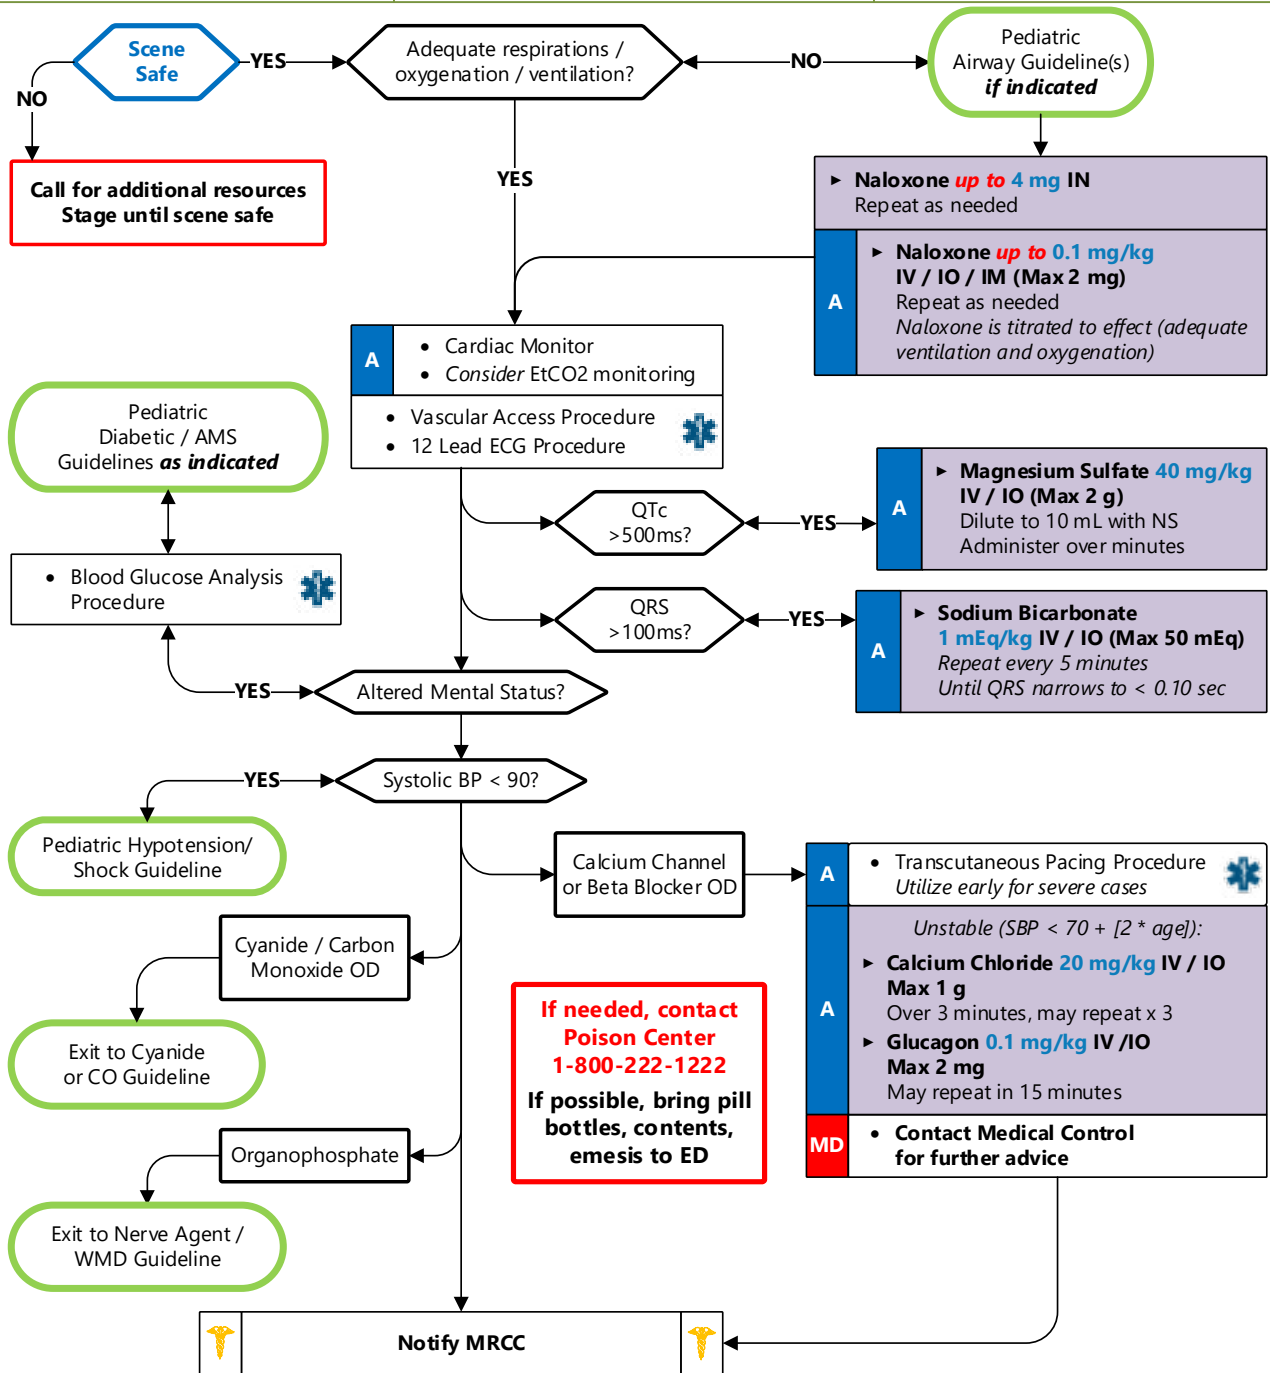 Scene
Safe
YES
Adequate respirations /
oxygenation / ventilation?
NO
Pediatric
Airway Guideline(s)
if indicated
NO
Call for additional resources
Stage until scene safe
YES
► Naloxone up to 4 mg IN
Repeat as needed
A
► Naloxone up to 0.1 mg/kg
IV / IO / IM (Max 2 mg)
Repeat as needed
Naloxone is titrated to effect (adequate
ventilation and oxygenation)
A
• Cardiac Monitor
• Consider EtCO2 monitoring
• Vascular Access Procedure
• 12 Lead ECG Procedure
Pediatric
Diabetic / AMS
Guidelines as indicated
• Blood Glucose Analysis
Procedure
QTc
>500ms?
YES
A
► Magnesium Sulfate 40 mg/kg
IV / IO (Max 2 g)
Dilute to 10 mL with NS
Administer over minutes
QRS
>100ms?
YES
A
► Sodium Bicarbonate
1 mEq/kg IV / IO (Max 50 mEq)
Repeat every 5 minutes
Until QRS narrows to < 0.10 sec
YES
Altered Mental Status?
YES
Systolic BP < 90?
Pediatric Hypotension/
Shock Guideline
Calcium Channel
or Beta Blocker OD
A
• Transcutaneous Pacing Procedure
Utilize early for severe cases
A
Unstable (SBP < 70 + [2 * age]):
► Calcium Chloride 20 mg/kg IV / IO
Max 1 g
Over 3 minutes, may repeat x 3
► Glucagon 0.1 mg/kg IV /IO
Max 2 mg
May repeat in 15 minutes
MD
• Contact Medical Control
for further advice
Cyanide / Carbon
Monoxide OD
Exit to Cyanide
or CO Guideline
If needed, contact
Poison Center
1-800-222-1222
If possible, bring pill
bottles, contents,
emesis to ED
Organophosphate
Exit to Nerve Agent /
WMD Guideline
Notify MRCC